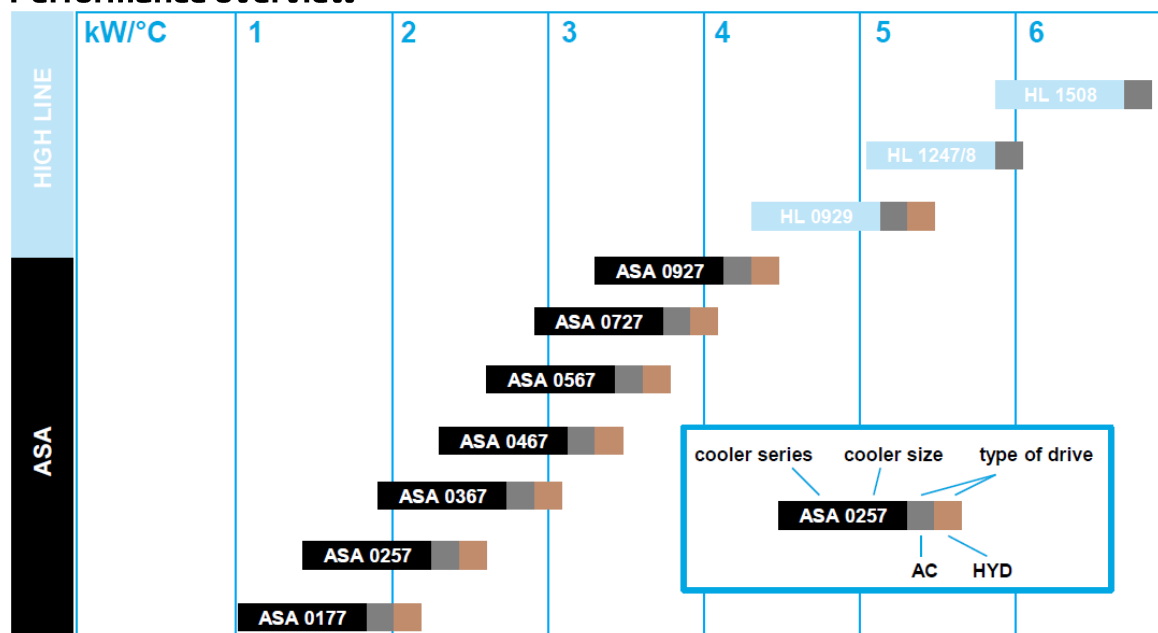 Performance overview
kW/°C 1 2 3 4 5 6
HIGH LINE
HL 1508
HL 1247/8
HL 0929
ASA
ASA 0927
ASA 0727
ASA 0567
ASA 0467
ASA 0367
ASA 0257
ASA 0177
cooler series cooler size type of drive
ASA 0257
AC HYD